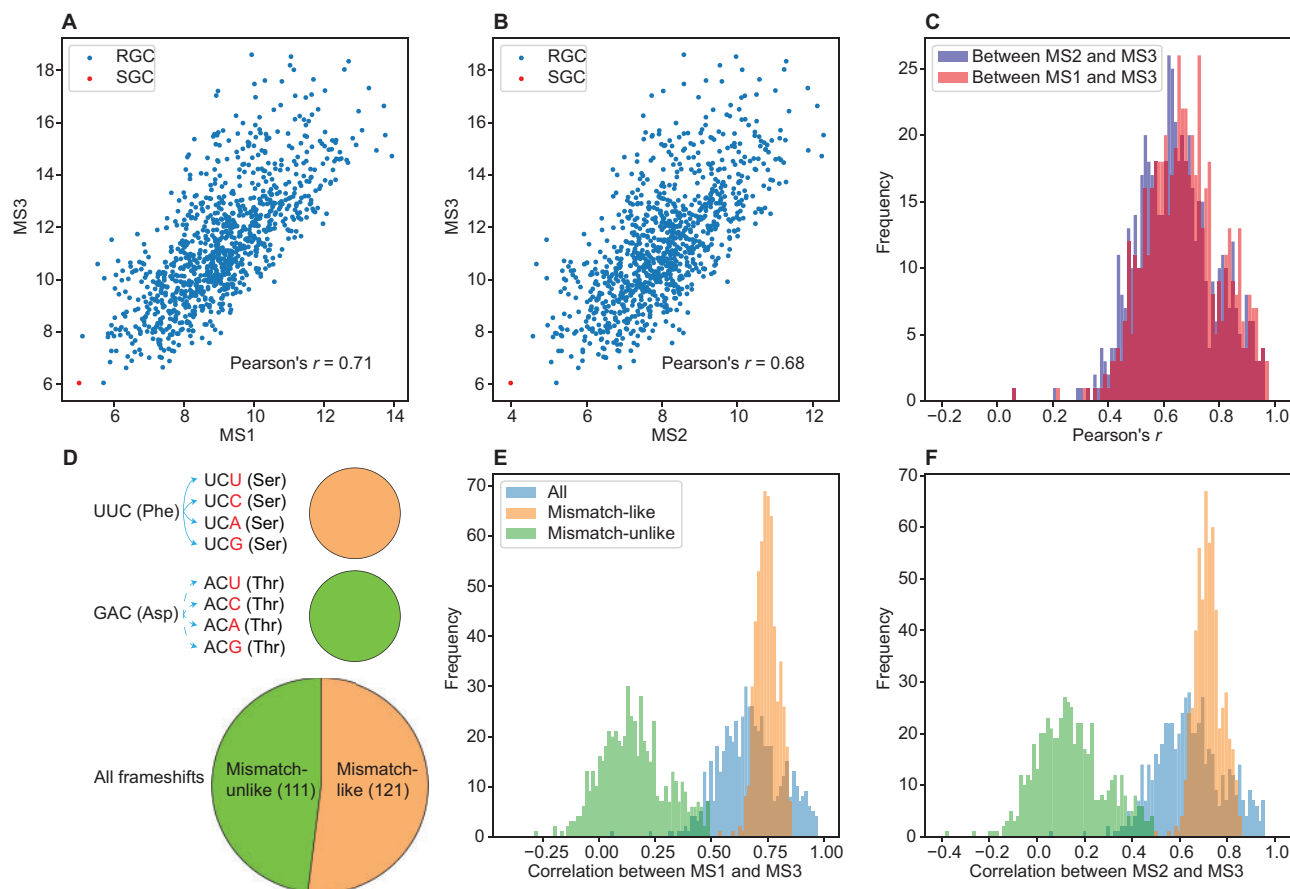 A
RGC
SGC
MS3
18
16
14
12
10
8
6
Pearson's r = 0.71
6
8
10
12
14
MS1
B
RGC
SGC
MS3
18
16
14
12
10
8
6
Pearson's r = 0.68
4
6
8
10
12
MS2
C
Between MS2 and MS3
Between MS1 and MS3
Frequency
25
20
15
10
5
0
−0.2
0.0
0.2
0.4
0.6
0.8
1.0
Pearson's r
D
UUC (Phe)
UCU (Ser)
UCC (Ser)
UCA (Ser)
UCG (Ser)
GAC (Asp)
ACU (Thr)
ACC (Thr)
ACA (Thr)
ACG (Thr)
All frameshifts
Mismatch-
unlike (111)
Mismatch-
like (121)
E
All
Mismatch-like
Mismatch-unlike
Frequency
70
60
50
40
30
20
10
0
−0.25
0.00
0.25
0.50
0.75
1.00
Correlation between MS1 and MS3
F
Frequency
70
60
50
40
30
20
10
0
−0.4
−0.2
0.0
0.2
0.4
0.6
0.8
1.0
Correlation between MS2 and MS3